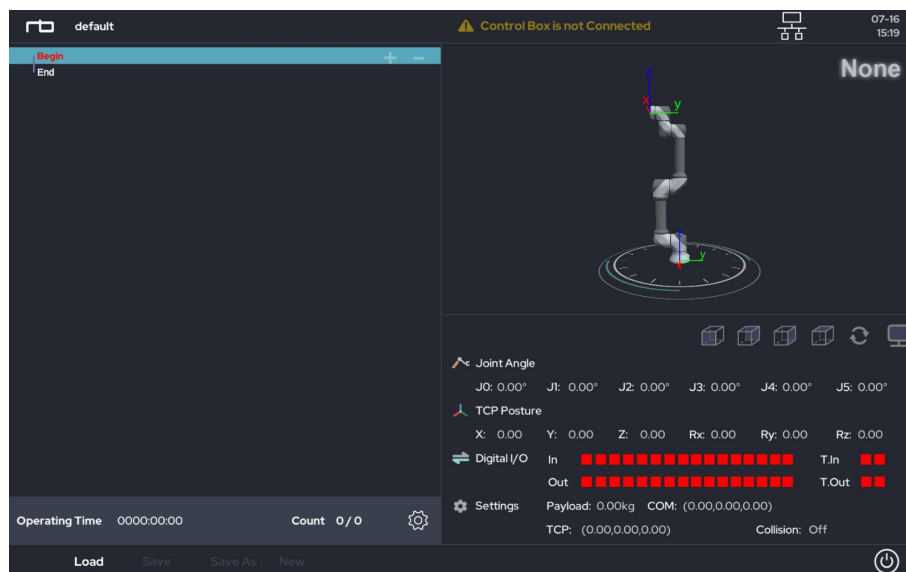 default
Control Box is not Connected
07-16
15:19
Begin
End
None
z
x
y
z
y
Joint Angle
J0: 0.00° J1: 0.00° J2: 0.00° J3: 0.00° J4: 0.00° J5: 0.00°
TCP Posture
X: 0.00 Y: 0.00 Z: 0.00 Rx: 0.00 Ry: 0.00 Rz: 0.00
Digital I/O In T.In
Out T.Out
Settings Payload: 0.00kg COM: (0.00,0.00,0.00)
TCP: (0.00,0.00,0.00) Collision: Off
Operating Time 0000:00:00 Count 0 / 0
Load Save Save As New